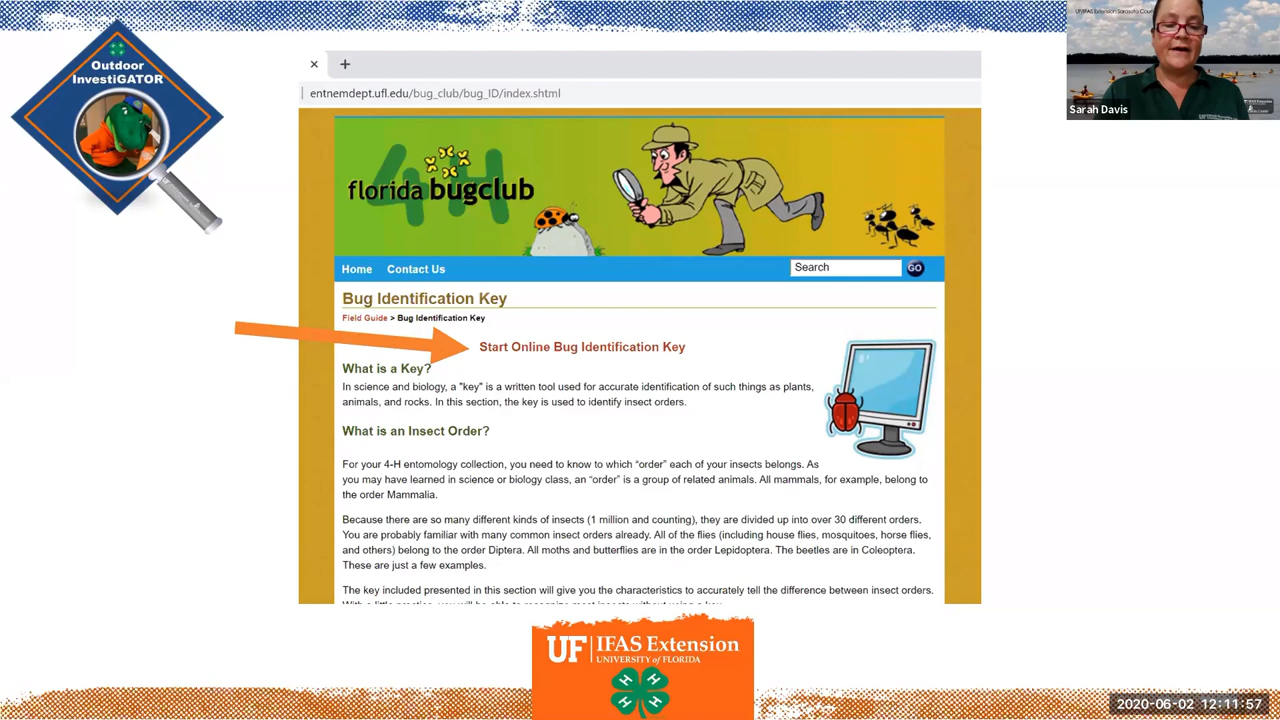 Outdoor
InvestiGATOR
UF/IFAS Extension Sarasota
Sarah Davis
entnemdept.ufl.edu/bug_club/bug_ID/index.shtml
4-H
florida bugclub
Home Contact Us Search GO
Bug Identification Key
Field Guide > Bug Identification Key
Start Online Bug Identification Key
What is a Key?
In science and biology, a "key" is a written tool used for accurate identification of such things as plants,
animals, and rocks. In this section, the key is used to identify insect orders.
What is an Insect Order?
For your 4-H entomology collection, you need to know to which “order” each of your insects belongs. As
you may have learned in science or biology class, an “order” is a group of related animals. All mammals, for example, belong to
the order Mammalia.
Because there are so many different kinds of insects (1 million and counting), they are divided up into over 30 different orders.
You are probably familiar with many common insect orders already. All of the flies (including house flies, mosquitoes, horse flies,
and others) belong to the order Diptera. All moths and butterflies are in the order Lepidoptera. The beetles are in Coleoptera.
These are just a few examples.
The key included presented in this section will give you the characteristics to accurately tell the difference between insect orders.
UF IFAS Extension
UNIVERSITY of FLORIDA
H H
H H
2020-06-02 12:11:57